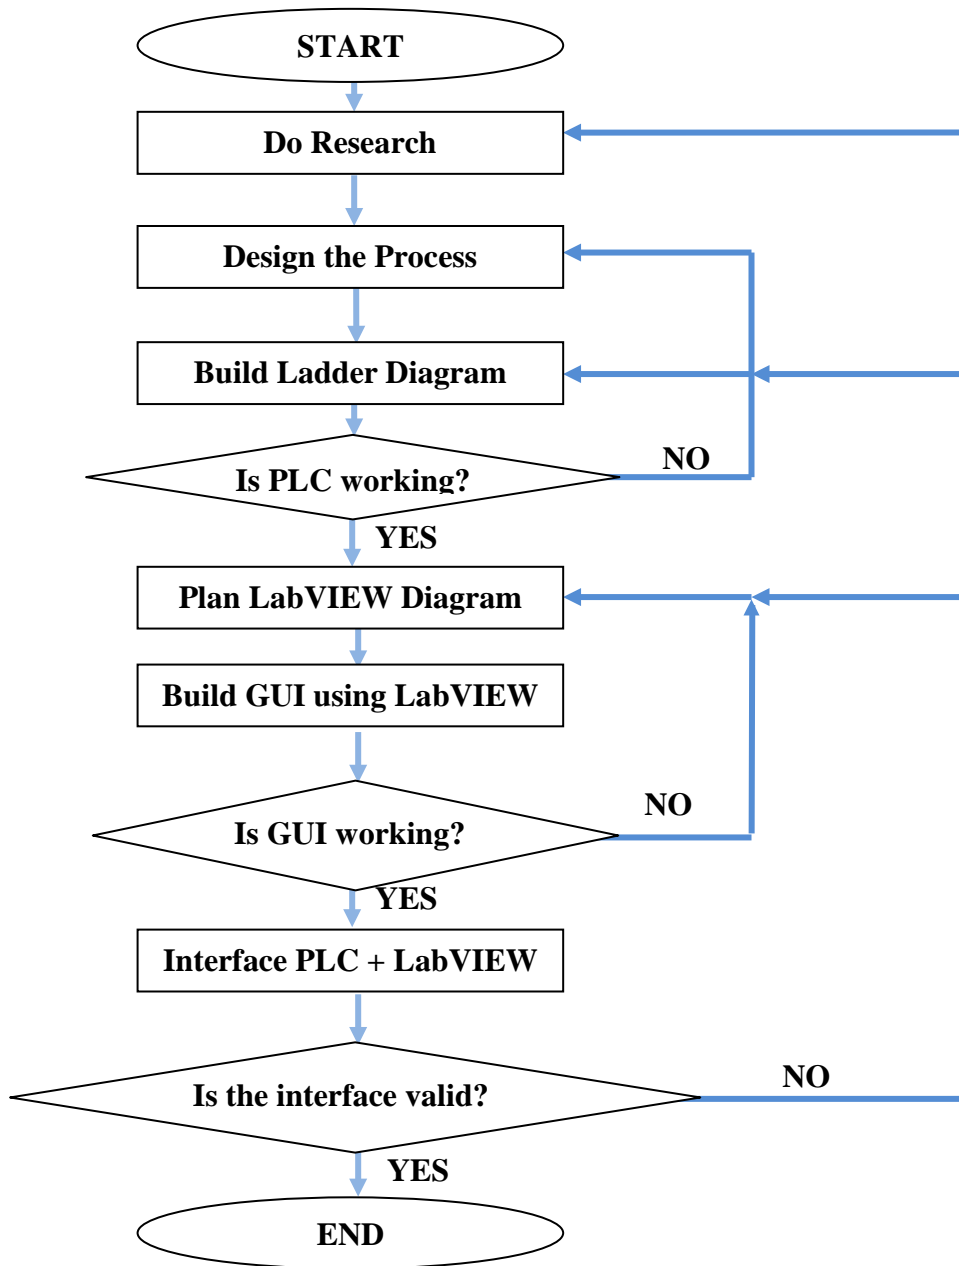 START
Do Research
Design the Process
Build Ladder Diagram
Is PLC working?
NO
YES
Plan LabVIEW Diagram
Build GUI using LabVIEW
Is GUI working?
NO
YES
Interface PLC + LabVIEW
Is the interface valid?
NO
YES
END